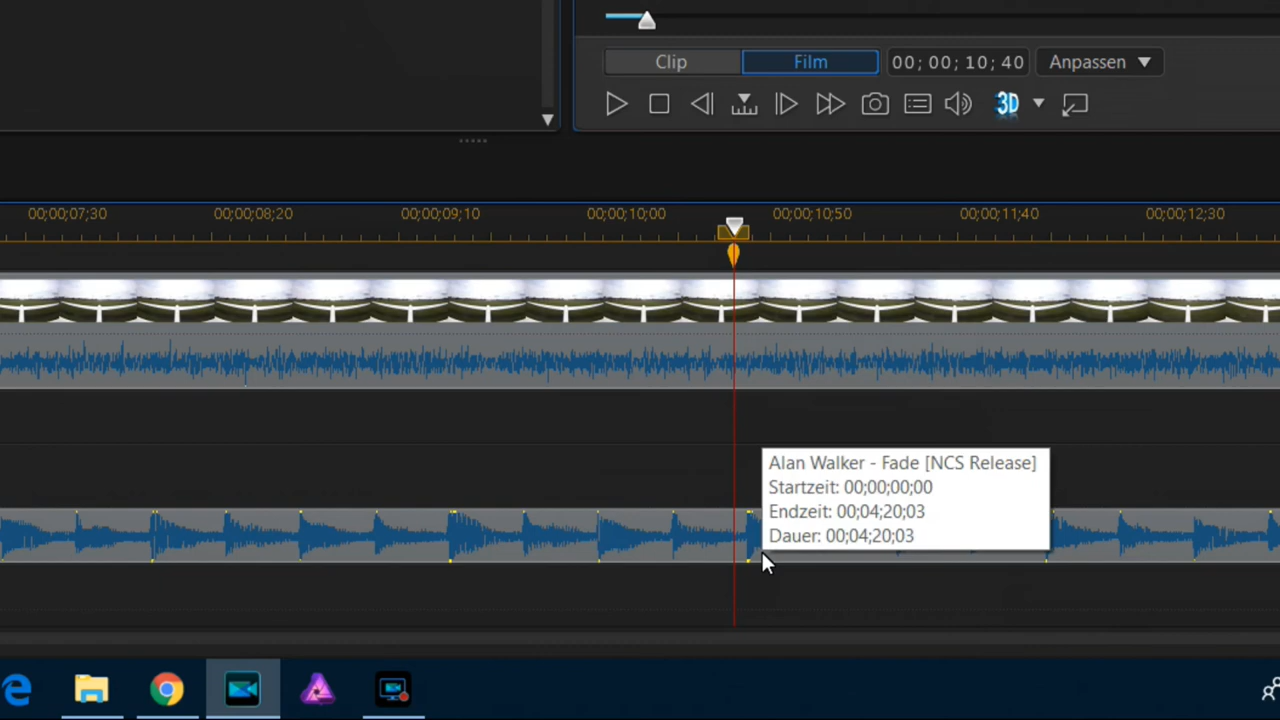 Clip Film 00; 00; 10; 40 Anpassen
3D
00;00;07;30 00;00;08;20 00;00;09;10 00;00;10;00 00;00;10;50 00;00;11;40 00;00;12;30
Alan Walker - Fade [NCS Release]
Startzeit: 00;00;00;00
Endzeit: 00;04;20;03
Dauer: 00;04;20;03